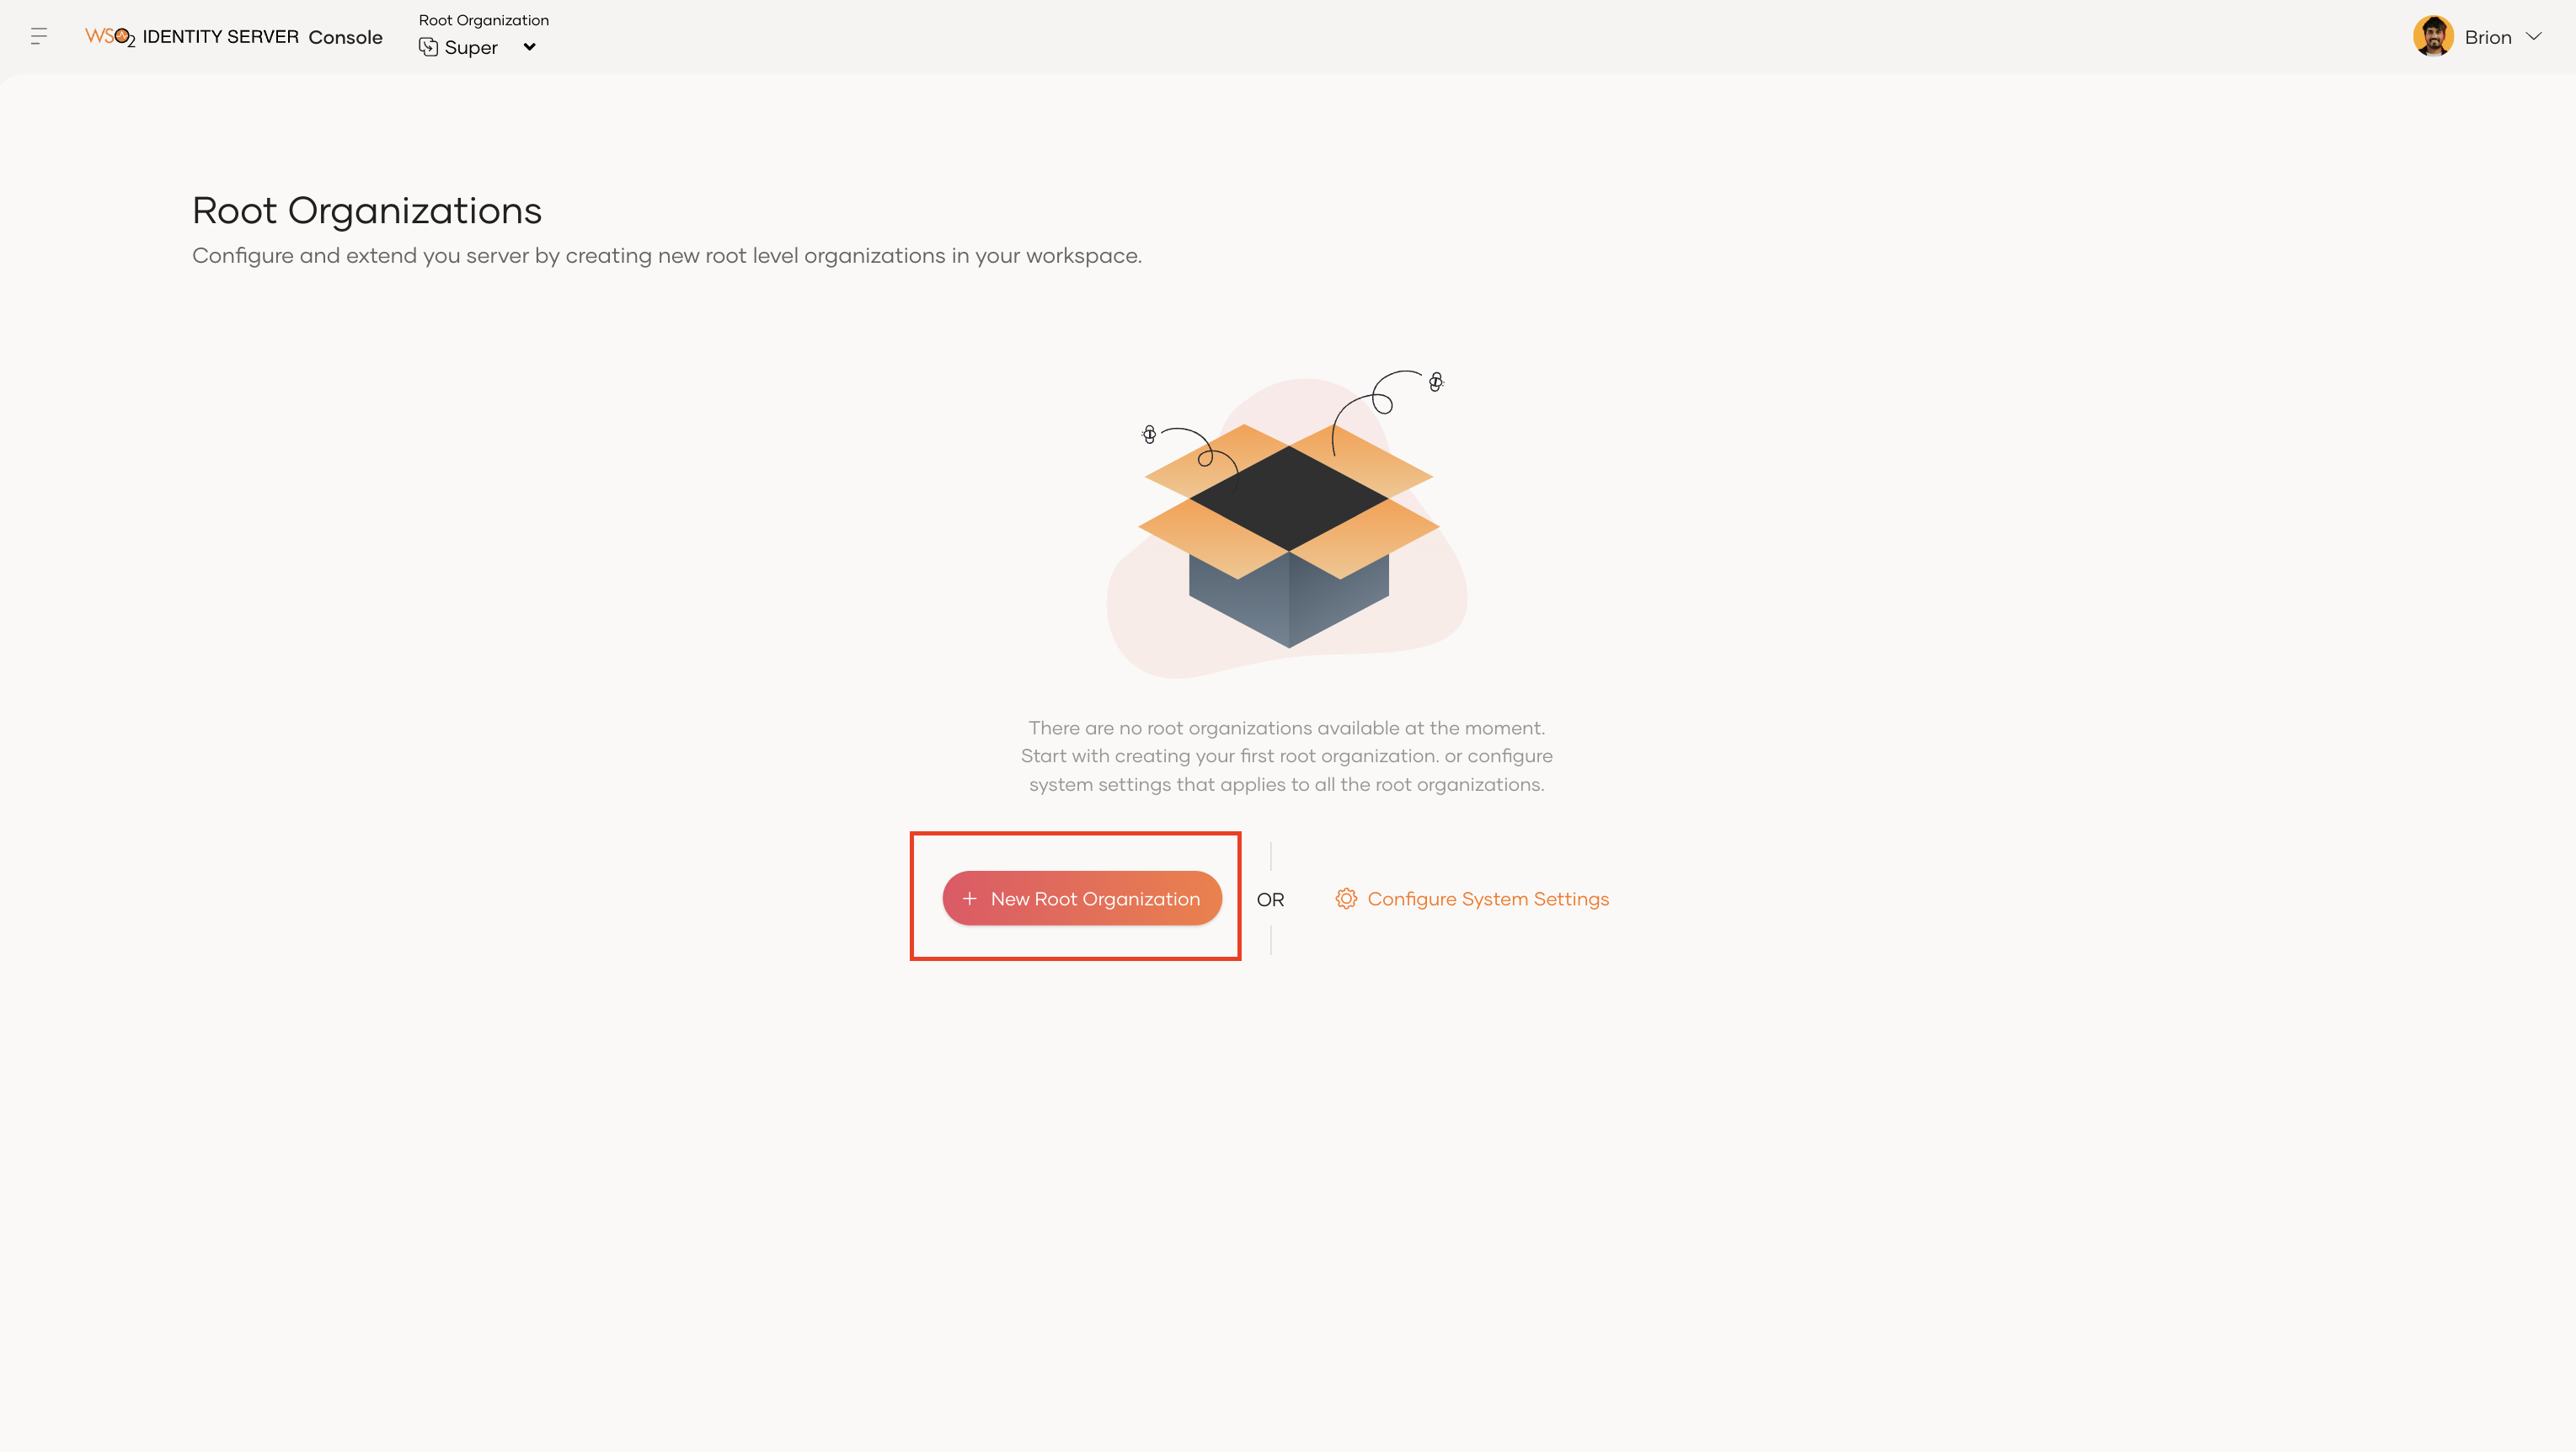 Root Organization
WSO2 IDENTITY SERVER Console
Super
Brion
Root Organizations
Configure and extend you server by creating new root level organizations in your workspace.
There are no root organizations available at the moment.
Start with creating your first root organization. or configure
system settings that applies to all the root organizations.
New Root Organization
OR
Configure System Settings